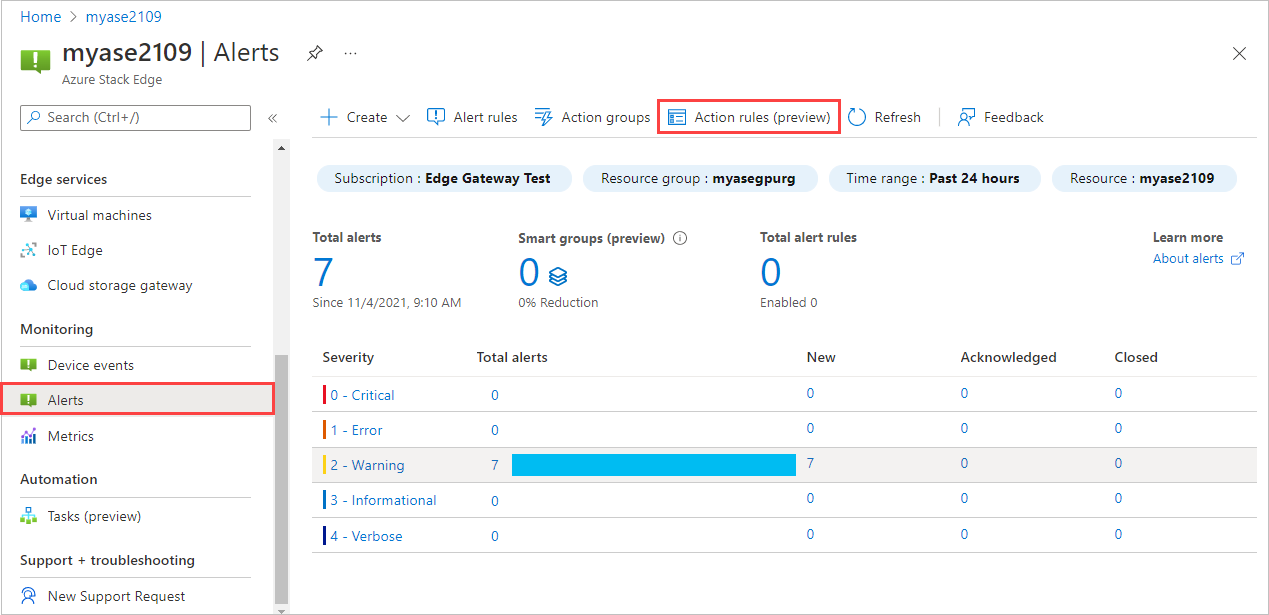 Home > myase2109
myase2109 | Alerts ...
Azure Stack Edge
Search (Ctrl+/) «
Create Alert rules Action groups Action rules (preview) Refresh Feedback
Subscription : Edge Gateway Test Resource group : myasegpurg Time range : Past 24 hours Resource : myase2109
Edge services
Virtual machines
IoT Edge
Cloud storage gateway
Monitoring
Device events
Alerts
Metrics
Automation
Tasks (preview)
Support + troubleshooting
New Support Request
Total alerts Smart groups (preview) Total alert rules Learn more
7 0 0 About alerts
Since 11/4/2021, 9:10 AM 0% Reduction Enabled 0
Severity Total alerts New Acknowledged Closed
0 - Critical 0 0 0 0
1 - Error 0 0 0 0
2 - Warning 7 7 0 0
3 - Informational 0 0 0 0
4 - Verbose 0 0 0 0